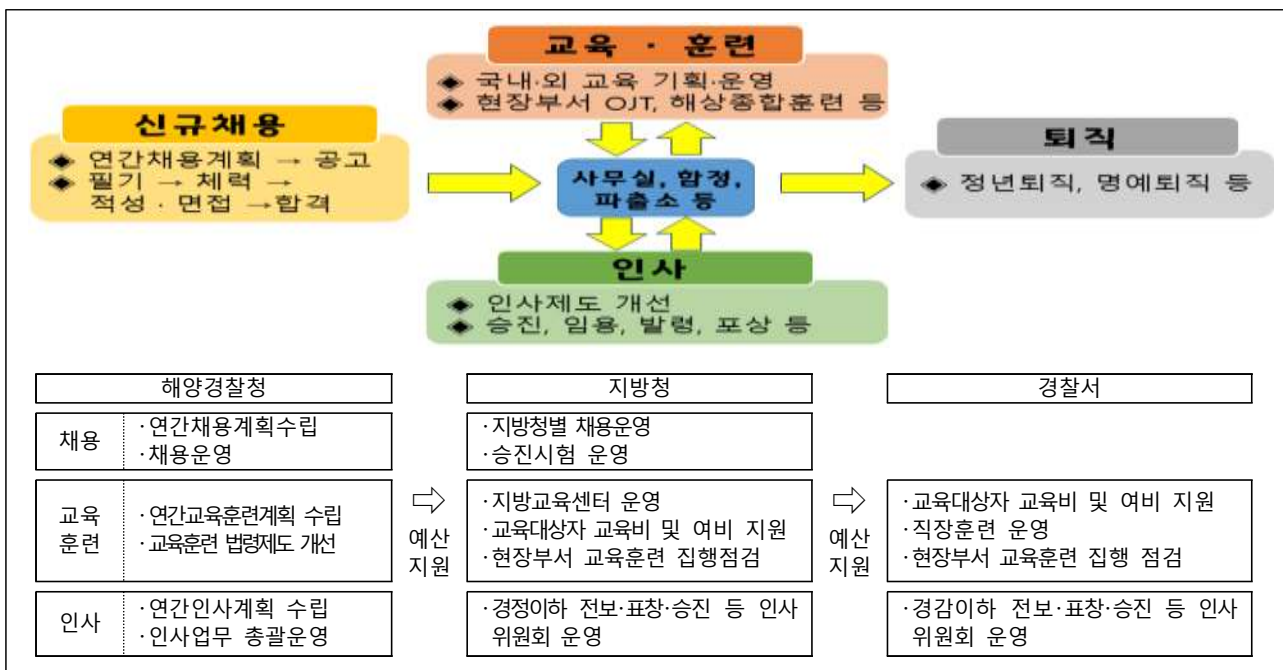 교육 · 훈련
◆ 국내·외 교육 기획·운영
◆ 현장부서 OJT, 해상종합훈련 등
신규채용
◆ 연간채용계획 → 공고
◆ 필기 → 체력 →
적성 · 면접 →합격
사무실, 함정,
파출소 등
퇴직
◆ 정년퇴직, 명예퇴직 등
인사
◆ 인사제도 개선
◆ 승진, 임용, 발령, 포상 등
해양경찰청
지방청
경찰서
채용
·연간채용계획수립
·채용운영
·지방청별 채용운영
·승진시험 운영
교육
훈련
·연간교육훈련계획 수립
·교육훈련 법령제도 개선
⇨
예산
지원
·지방교육센터 운영
·교육대상자 교육비 및 여비 지원
·현장부서 교육훈련 집행점검
⇨
예산
지원
·교육대상자 교육비 및 여비 지원
·직장훈련 운영
·현장부서 교육훈련 집행 점검
인사
·연간인사계획 수립
·인사업무 총괄운영
·경정이하 전보·표창·승진 등 인사
위원회 운영
·경감이하 전보·표창·승진 등 인사
위원회 운영